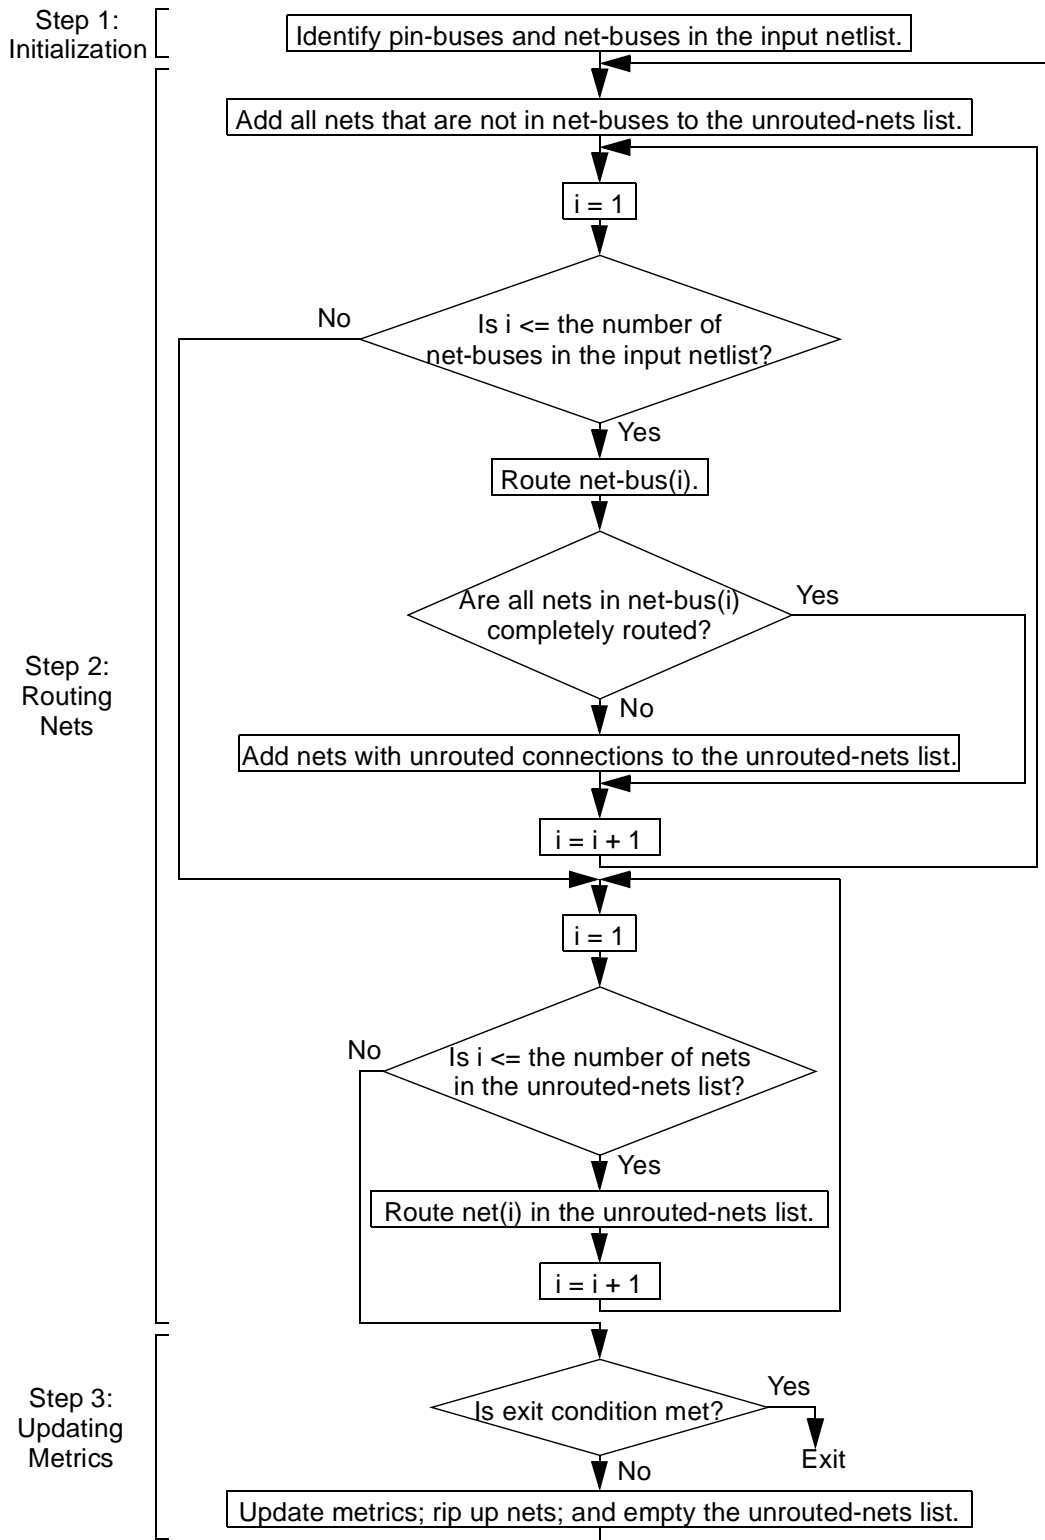 Step 1:
Initialization
Identify pin-buses and net-buses in the input netlist.
Add all nets that are not in net-buses to the unrouted-nets list.
i = 1
No
Is i <= the number of
net-buses in the input netlist?
Yes
Route net-bus(i).
Are all nets in net-bus(i)
completely routed?
Yes
No
Step 2:
Routing
Nets
Add nets with unrouted connections to the unrouted-nets list.
i = i + 1
i = 1
No
Is i <= the number of nets
in the unrouted-nets list?
Yes
Route net(i) in the unrouted-nets list.
i = i + 1
Step 3:
Updating
Metrics
Is exit condition met?
Yes
Exit
No
Update metrics; rip up nets; and empty the unrouted-nets list.